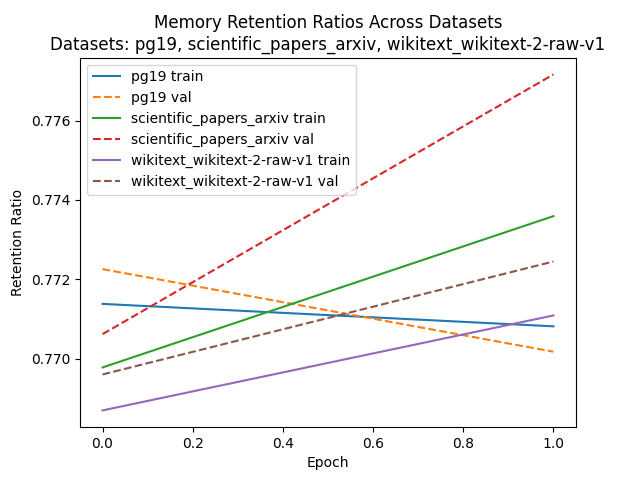 Memory Retention Ratios Across Datasets
Datasets: pg19, scientific_papers_arxiv, wikitext_wikitext-2-raw-v1
pg19 train
pg19 val
scientific_papers_arxiv train
scientific_papers_arxiv val
wikitext_wikitext-2-raw-v1 train
wikitext_wikitext-2-raw-v1 val
Retention Ratio
0.776
0.774
0.772
0.770
0.0 0.2 0.4 0.6 0.8 1.0
Epoch